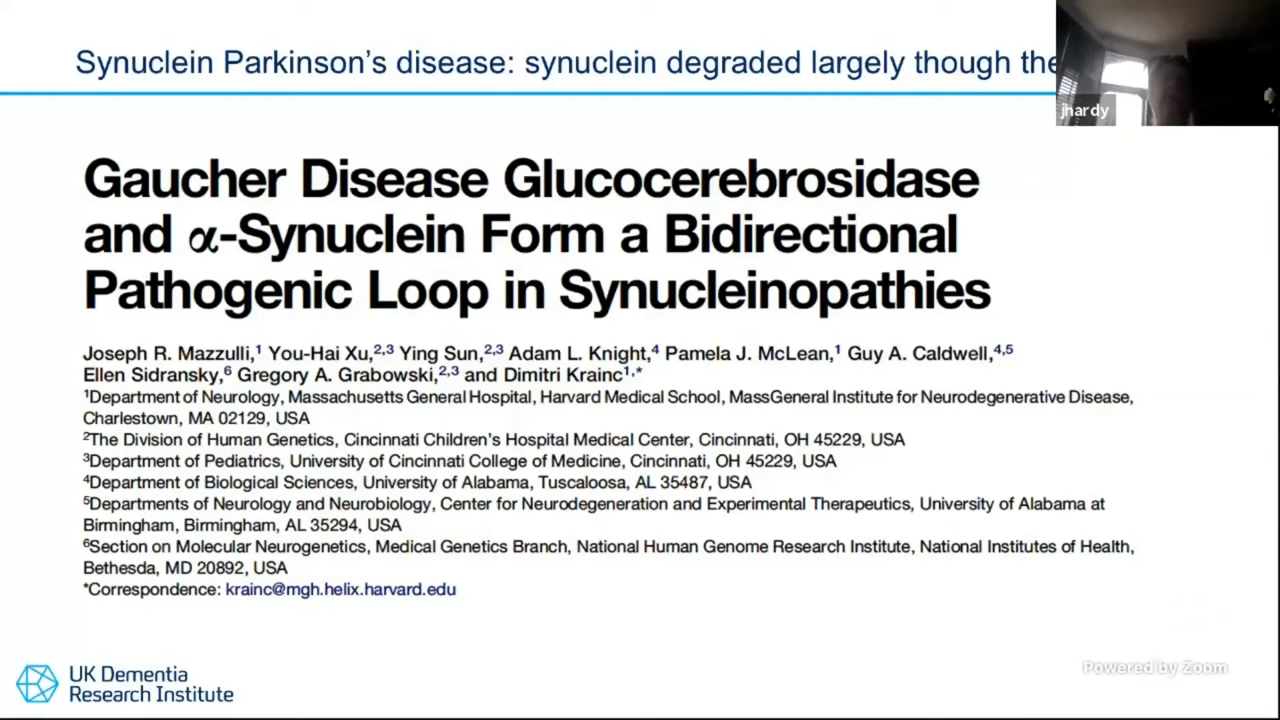 Synuclein Parkinson's disease: synuclein degraded largely though the
jhardy
Gaucher Disease Glucocerebrosidase
and α-Synuclein Form a Bidirectional
Pathogenic Loop in Synucleinopathies
Joseph R. Mazzulli,¹ You-Hai Xu,²,³ Ying Sun,²,³ Adam L. Knight,⁴ Pamela J. McLean,¹ Guy A. Caldwell,⁴,⁵
Ellen Sidransky,⁶ Gregory A. Grabowski,²,³ and Dimitri Krainc¹,*
¹Department of Neurology, Massachusetts General Hospital, Harvard Medical School, MassGeneral Institute for Neurodegenerative Disease,
Charlestown, MA 02129, USA
²The Division of Human Genetics, Cincinnati Children's Hospital Medical Center, Cincinnati, OH 45229, USA
³Department of Pediatrics, University of Cincinnati College of Medicine, Cincinnati, OH 45229, USA
⁴Department of Biological Sciences, University of Alabama, Tuscaloosa, AL 35487, USA
⁵Departments of Neurology and Neurobiology, Center for Neurodegeneration and Experimental Therapeutics, University of Alabama at
Birmingham, Birmingham, AL 35294, USA
⁶Section on Molecular Neurogenetics, Medical Genetics Branch, National Human Genome Research Institute, National Institutes of Health,
Bethesda, MD 20892, USA
*Correspondence: krainc@mgh.helix.harvard.edu
UK Dementia
Research Institute
Powered by Zoom